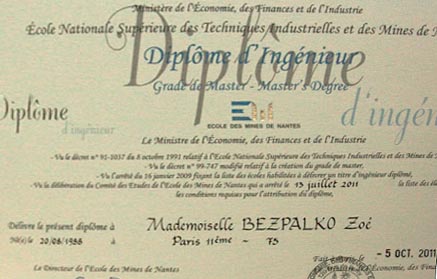 Ministère de l'Économie, des Finances et de l'Industrie
École Nationale Supérieure des Techniques Industrielles et des Mines de
Diplôme
Diplôme d'Ingénieur
Grade de Master - Master's Degree
Diplôme
d'ingénieur
d'ingén
ECOLE DES MINES DE NANTES
Le Ministre de l'Économie, des Finances et de l'Industrie
- Vu le décret n° 91-1037 du 8 octobre 1991 relatif à l'Ecole Nationale Supérieure des Techniques Industrielles et des Mines de
- Vu le décret n° 99-747 modifié relatif à la création du grade de master,
- Vu l'arrêté du 16 janvier 2009 fixant la liste des écoles habilitées à délivrer un titre d'ingénieur diplômé,
- Vu la délibération du Comité des Etudes de l'Ecole des Mines de Nantes qui a arrêté le 13 juillet 2011 la liste des
les conditions requises pour l'attribution du diplôme,
Délivre le présent diplôme à Mademoiselle BEZPALKO Zoé
Né(e) le 20/06/1988 à Paris 11ème - 75
- 5 OCT. 2011
Le Directeur de l'Ecole des Mines de Nantes